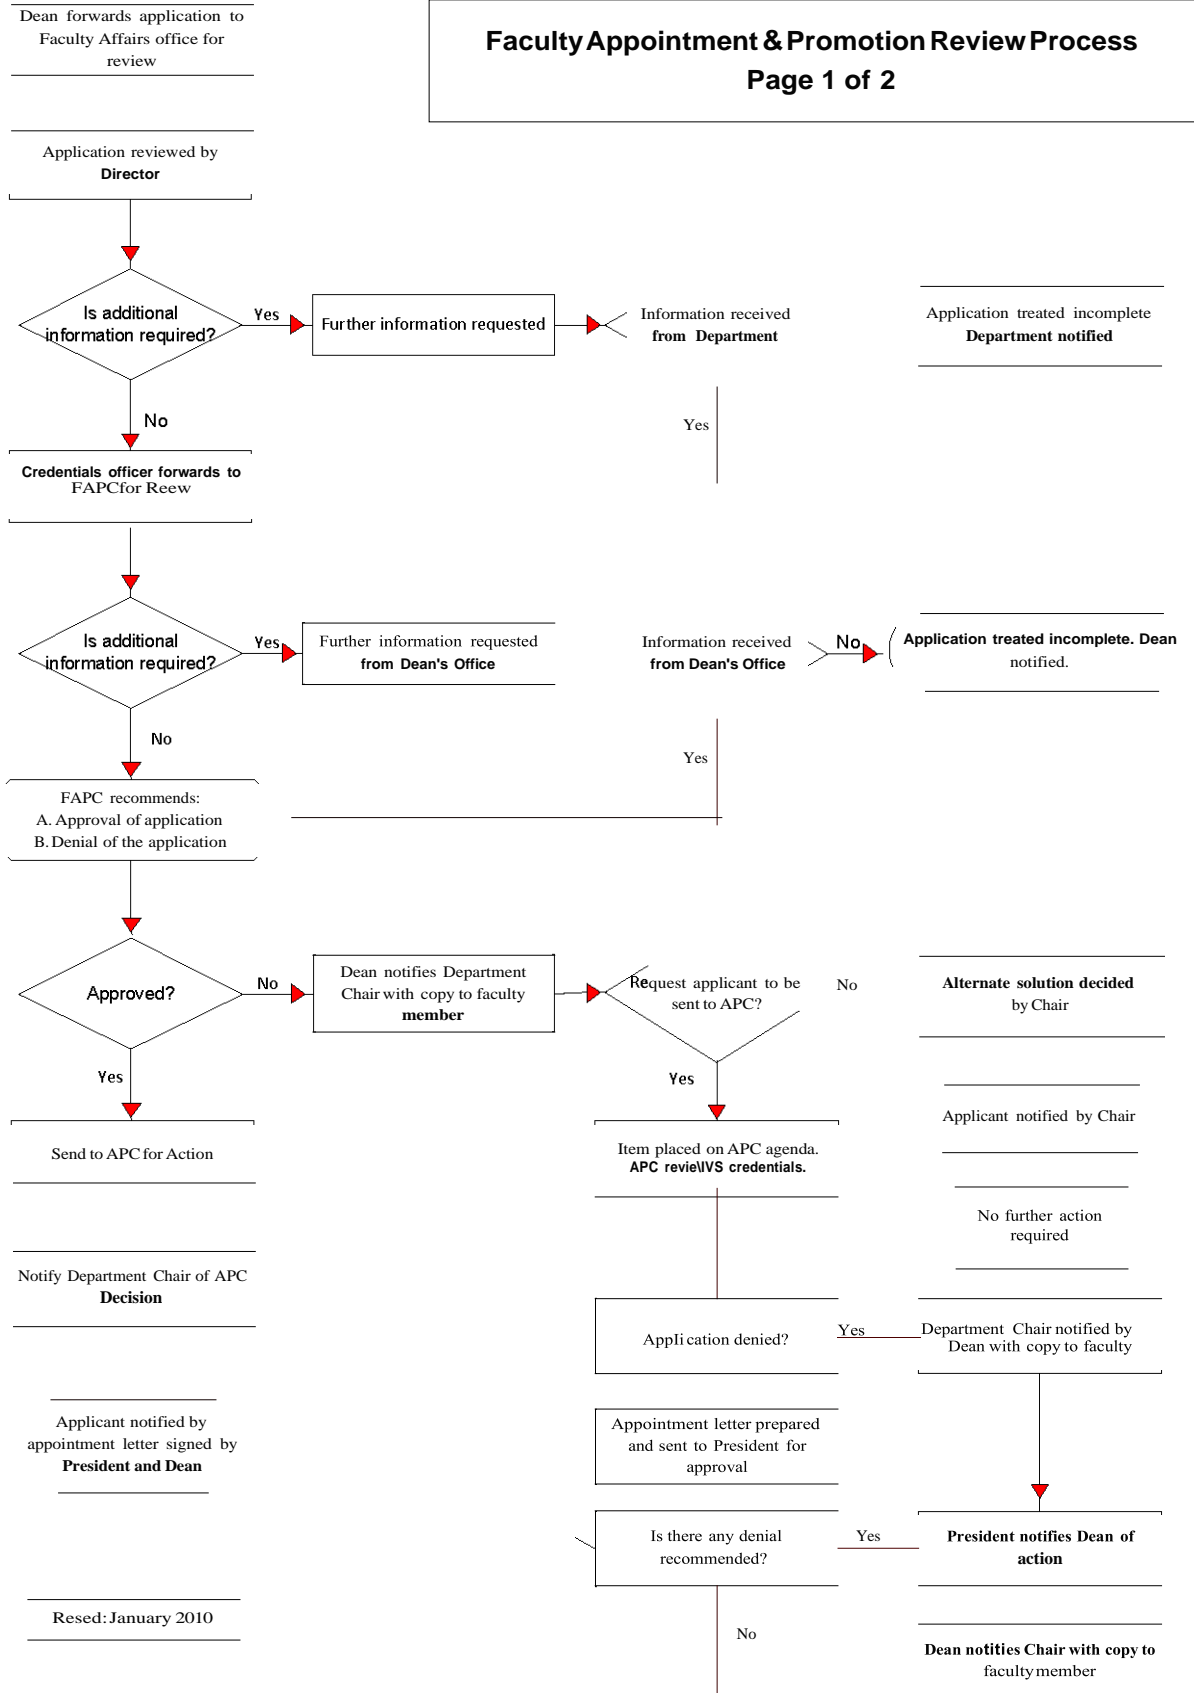 Dean forwards application to
Faculty Affairs office for
review
Faculty Appointment & Promotion Review Process
Page 1 of 2
Application reviewed by
Director
Is additional
information required?
Yes
Further information requested
Information received
from Department
Application treated incomplete
Department notified
No
Yes
Credentials officer forwards to
FAPCfor Reew
Is additional
information required?
Yes
Further information requested
from Dean's Office
Information received
from Dean's Office
No
Application treated incomplete. Dean
notified.
No
Yes
FAPC recommends:
A. Approval of application
B. Denial of the application
Approved?
No
Dean notifies Department
Chair with copy to faculty
member
Request applicant to be
sent to APC?
No
Alternate solution decided
by Chair
Yes
Yes
Applicant notified by Chair
Send to APC for Action
Item placed on APC agenda.
APC revie\IVS credentials.
No further action
required
Notify Department Chair of APC
Decision
AppIi cation denied?
Yes
Department Chair notified by
Dean with copy to faculty
Applicant notified by
appointment letter signed by
President and Dean
Appointment letter prepared
and sent to President for
approval
Is there any denial
recommended?
Yes
President notifies Dean of
action
Resed: January 2010
No
Dean notities Chair with copy to
faculty member